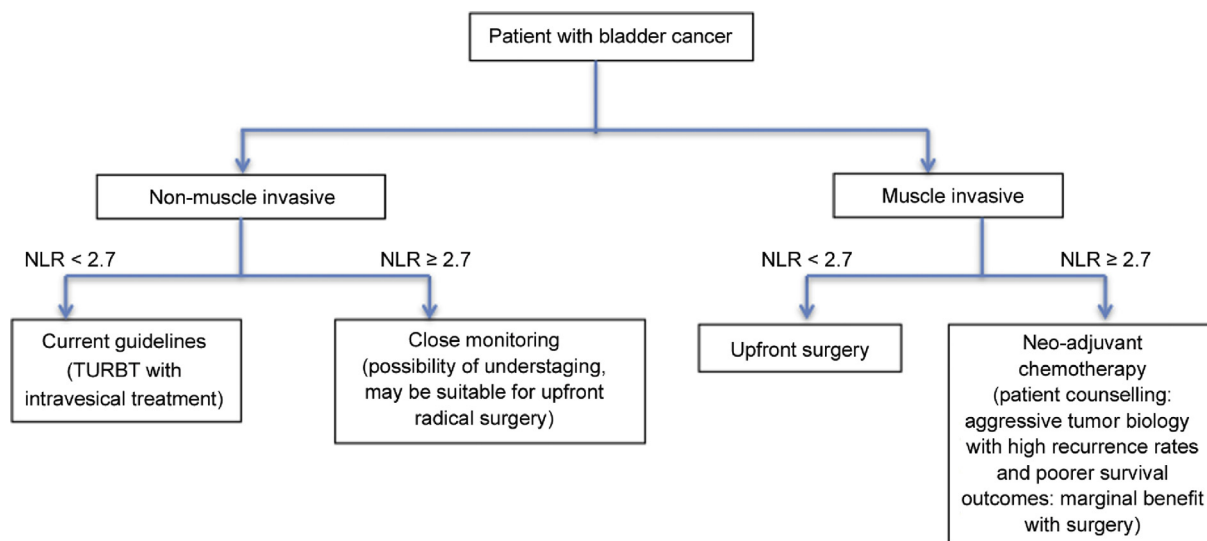 Patient with bladder cancer
Non-muscle invasive
Muscle invasive
NLR < 2.7
NLR ≥ 2.7
NLR < 2.7
NLR ≥ 2.7
Current guidelines
(TURBT with
intravesical treatment)
Close monitoring
(possibility of understaging,
may be suitable for upfront
radical surgery)
Upfront surgery
Neo-adjuvant
chemotherapy
(patient counselling:
aggressive tumor biology
with high recurrence rates
and poorer survival
outcomes: marginal benefit
with surgery)